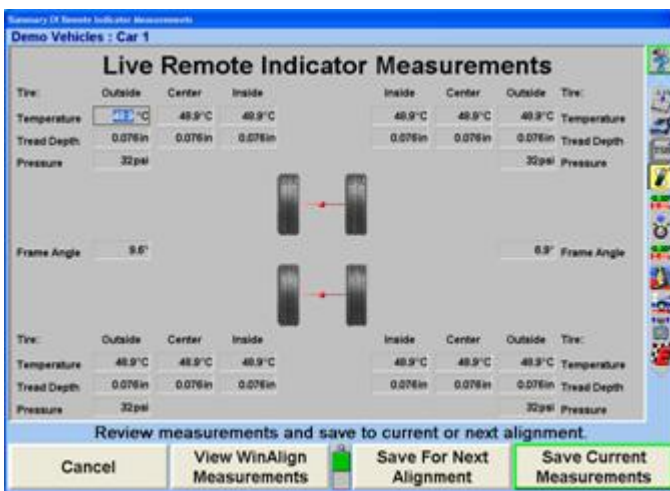 Summary Of Remote Indicator Measurements
Demo Vehicles : Car 1
Live Remote Indicator Measurements
Tire: Outside Center Inside Inside Center Outside Tire:
Temperature 48.9°C 48.9°C 48.9°C 48.9°C 48.9°C 48.9°C Temperature
Tread Depth 0.076in 0.076in 0.076in 0.076in 0.076in 0.076in Tread Depth
Pressure 32psi 32psi Pressure
Frame Angle 9.6° 6.9° Frame Angle
Tire: Outside Center Inside Inside Center Outside Tire:
Temperature 48.9°C 48.9°C 48.9°C 48.9°C 48.9°C 48.9°C Temperature
Tread Depth 0.076in 0.076in 0.076in 0.076in 0.076in 0.076in Tread Depth
Pressure 32psi 32psi Pressure
Review measurements and save to current or next alignment.
Cancel
View WinAlign
Measurements
Save For Next
Alignment
Save Current
Measurements